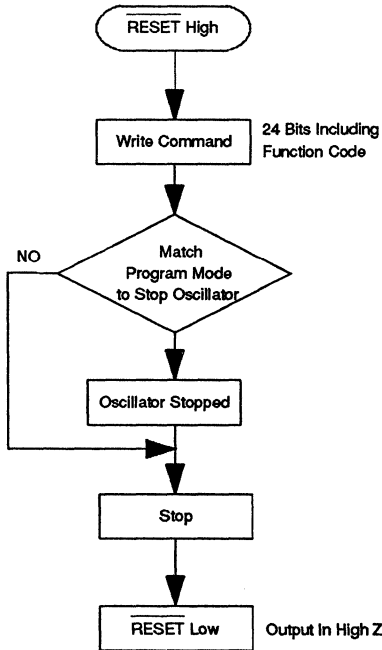 RESET High
Write Command
24 Bits Including
Function Code
Match
Program Mode
to Stop Oscillator
NO
Oscillator Stopped
Stop
RESET Low
Output In High Z